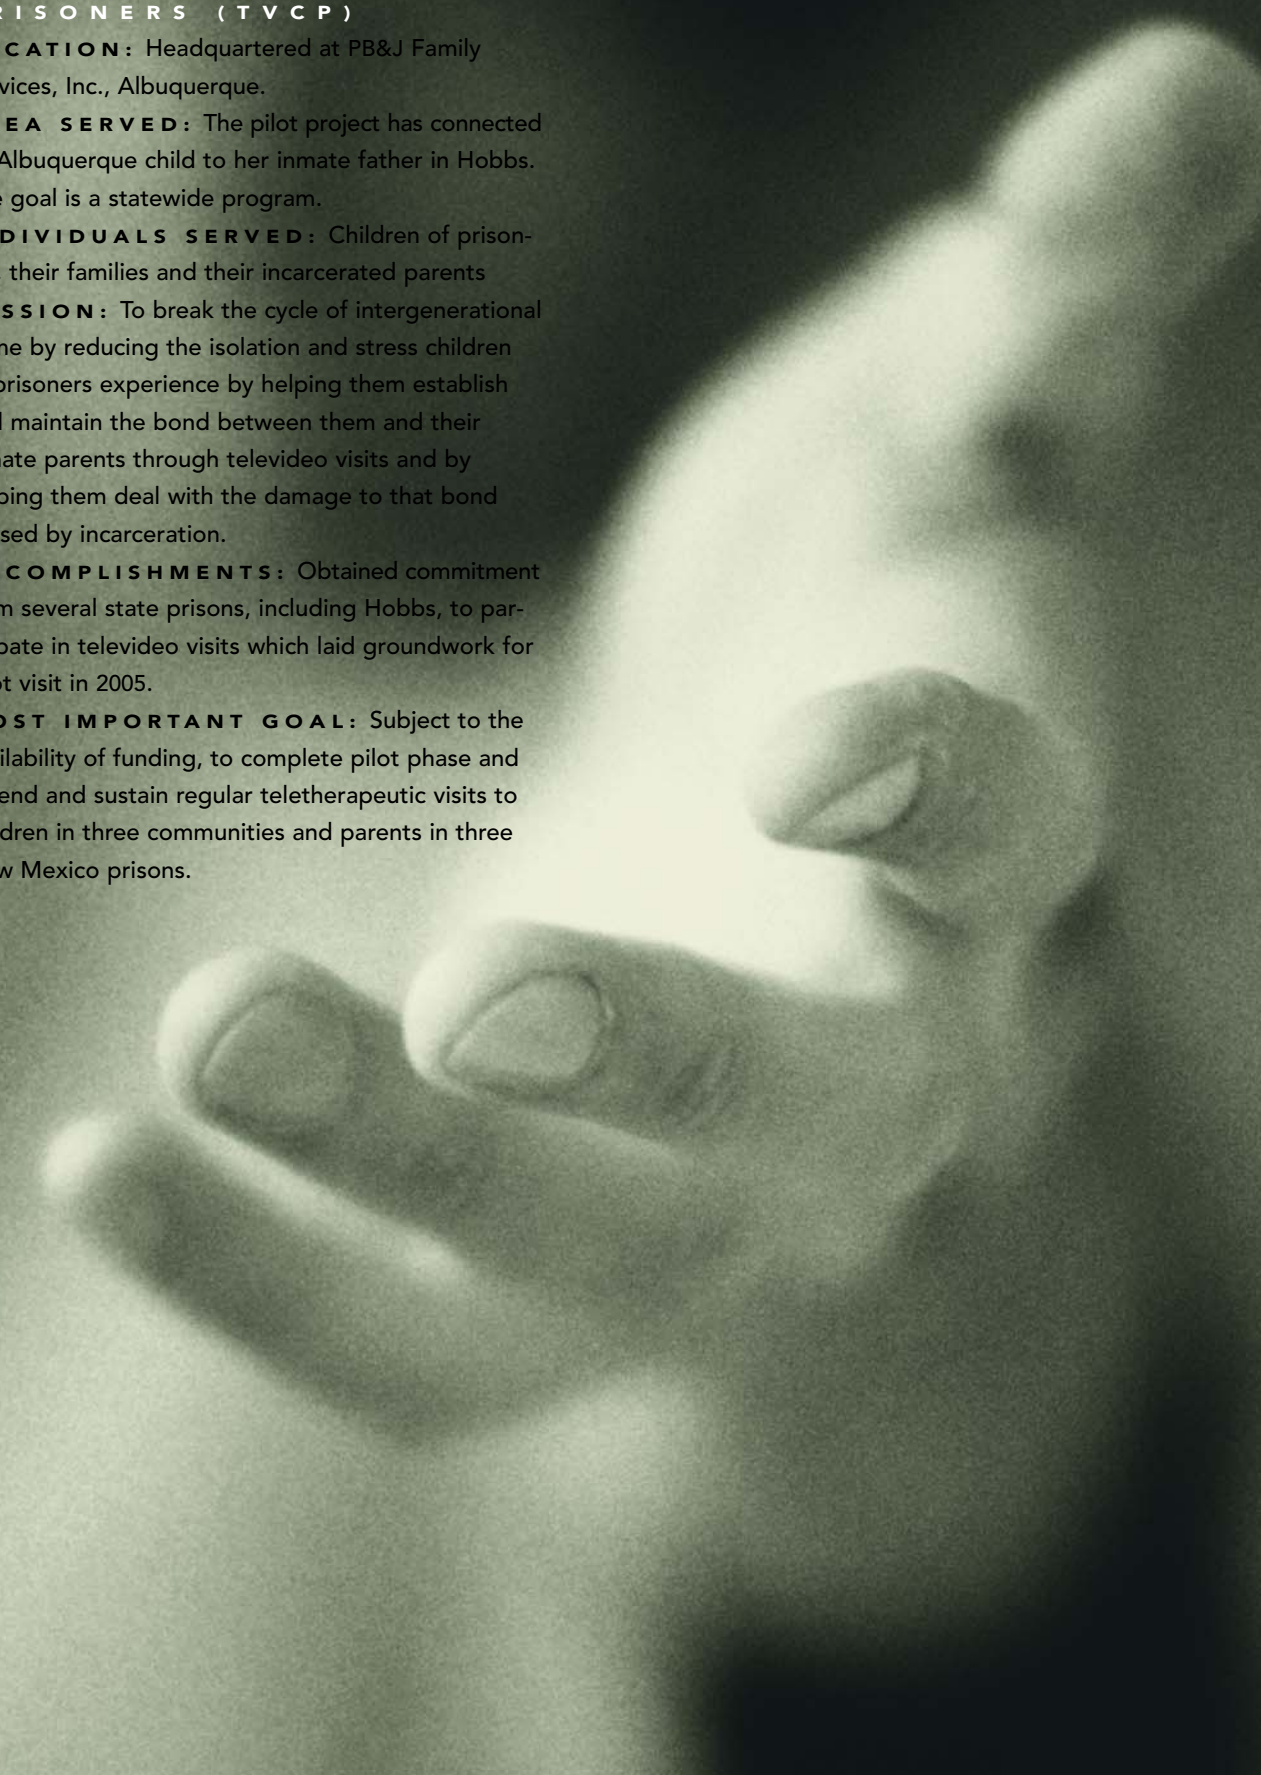 RISONERS (TVCP)
CATION: Headquartered at PB&J Family
vices, Inc., Albuquerque.
EA SERVED: The pilot project has connected
Albuquerque child to her inmate father in Hobbs.
e goal is a statewide program.
DIVIDUALS SERVED: Children of prison-
, their families and their incarcerated parents
SSION: To break the cycle of intergenerational
me by reducing the isolation and stress children
prisoners experience by helping them establish
d maintain the bond between them and their
mate parents through televideo visits and by
ping them deal with the damage to that bond
sed by incarceration.
COMPLISHMENTS: Obtained commitment
m several state prisons, including Hobbs, to par-
pate in televideo visits which laid groundwork for
ot visit in 2005.
OST IMPORTANT GOAL: Subject to the
ilability of funding, to complete pilot phase and
end and sustain regular teletherapeutic visits to
dren in three communities and parents in three
w Mexico prisons.